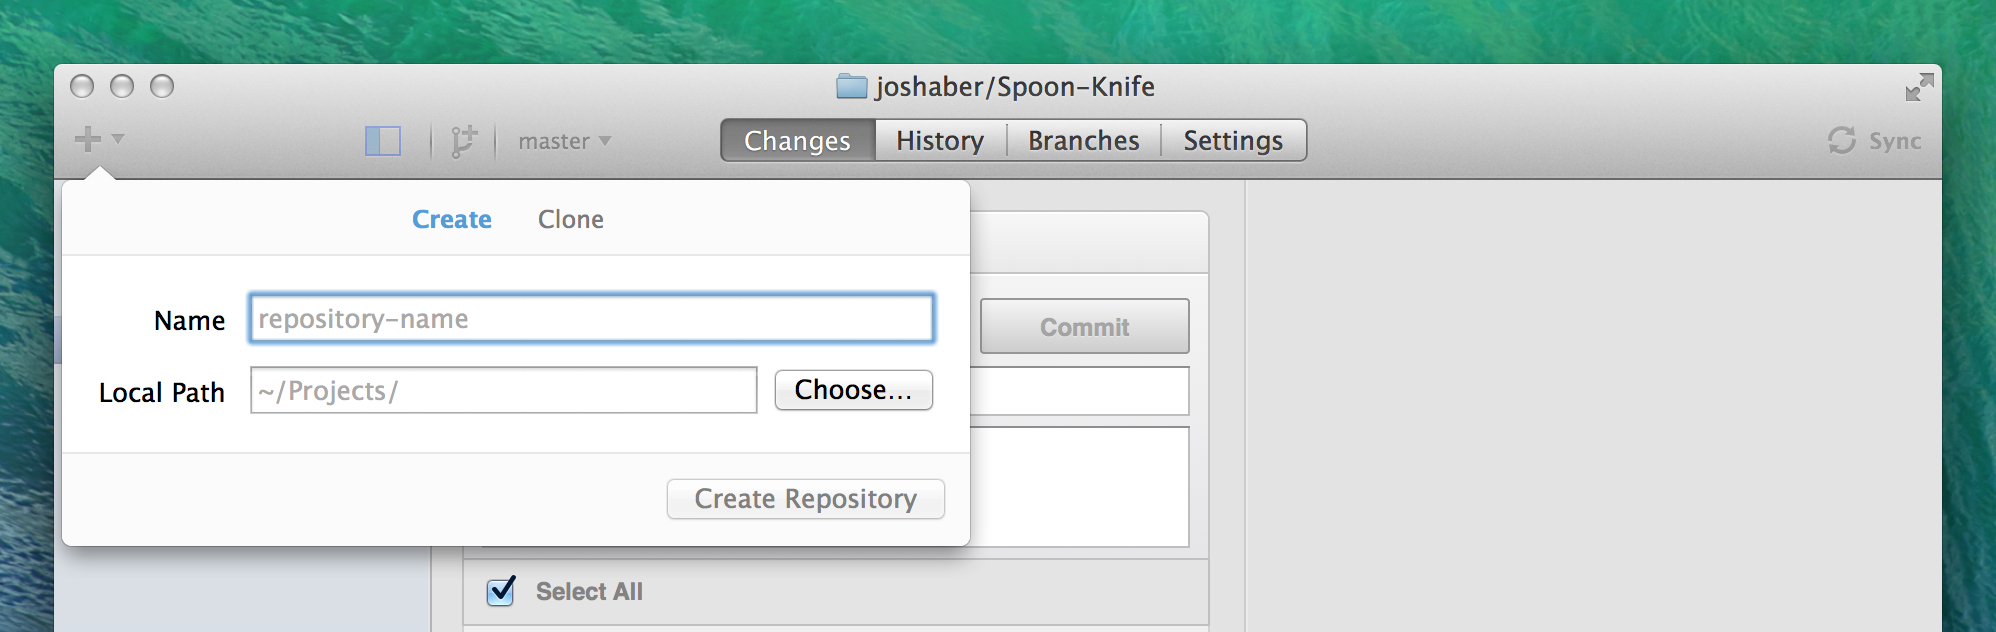 joshaber/Spoon-Knife
master
Changes
History
Branches
Settings
Sync
Create
Clone
Name
repository-name
Commit
Local Path
~/Projects/
Choose...
Create Repository
Select All